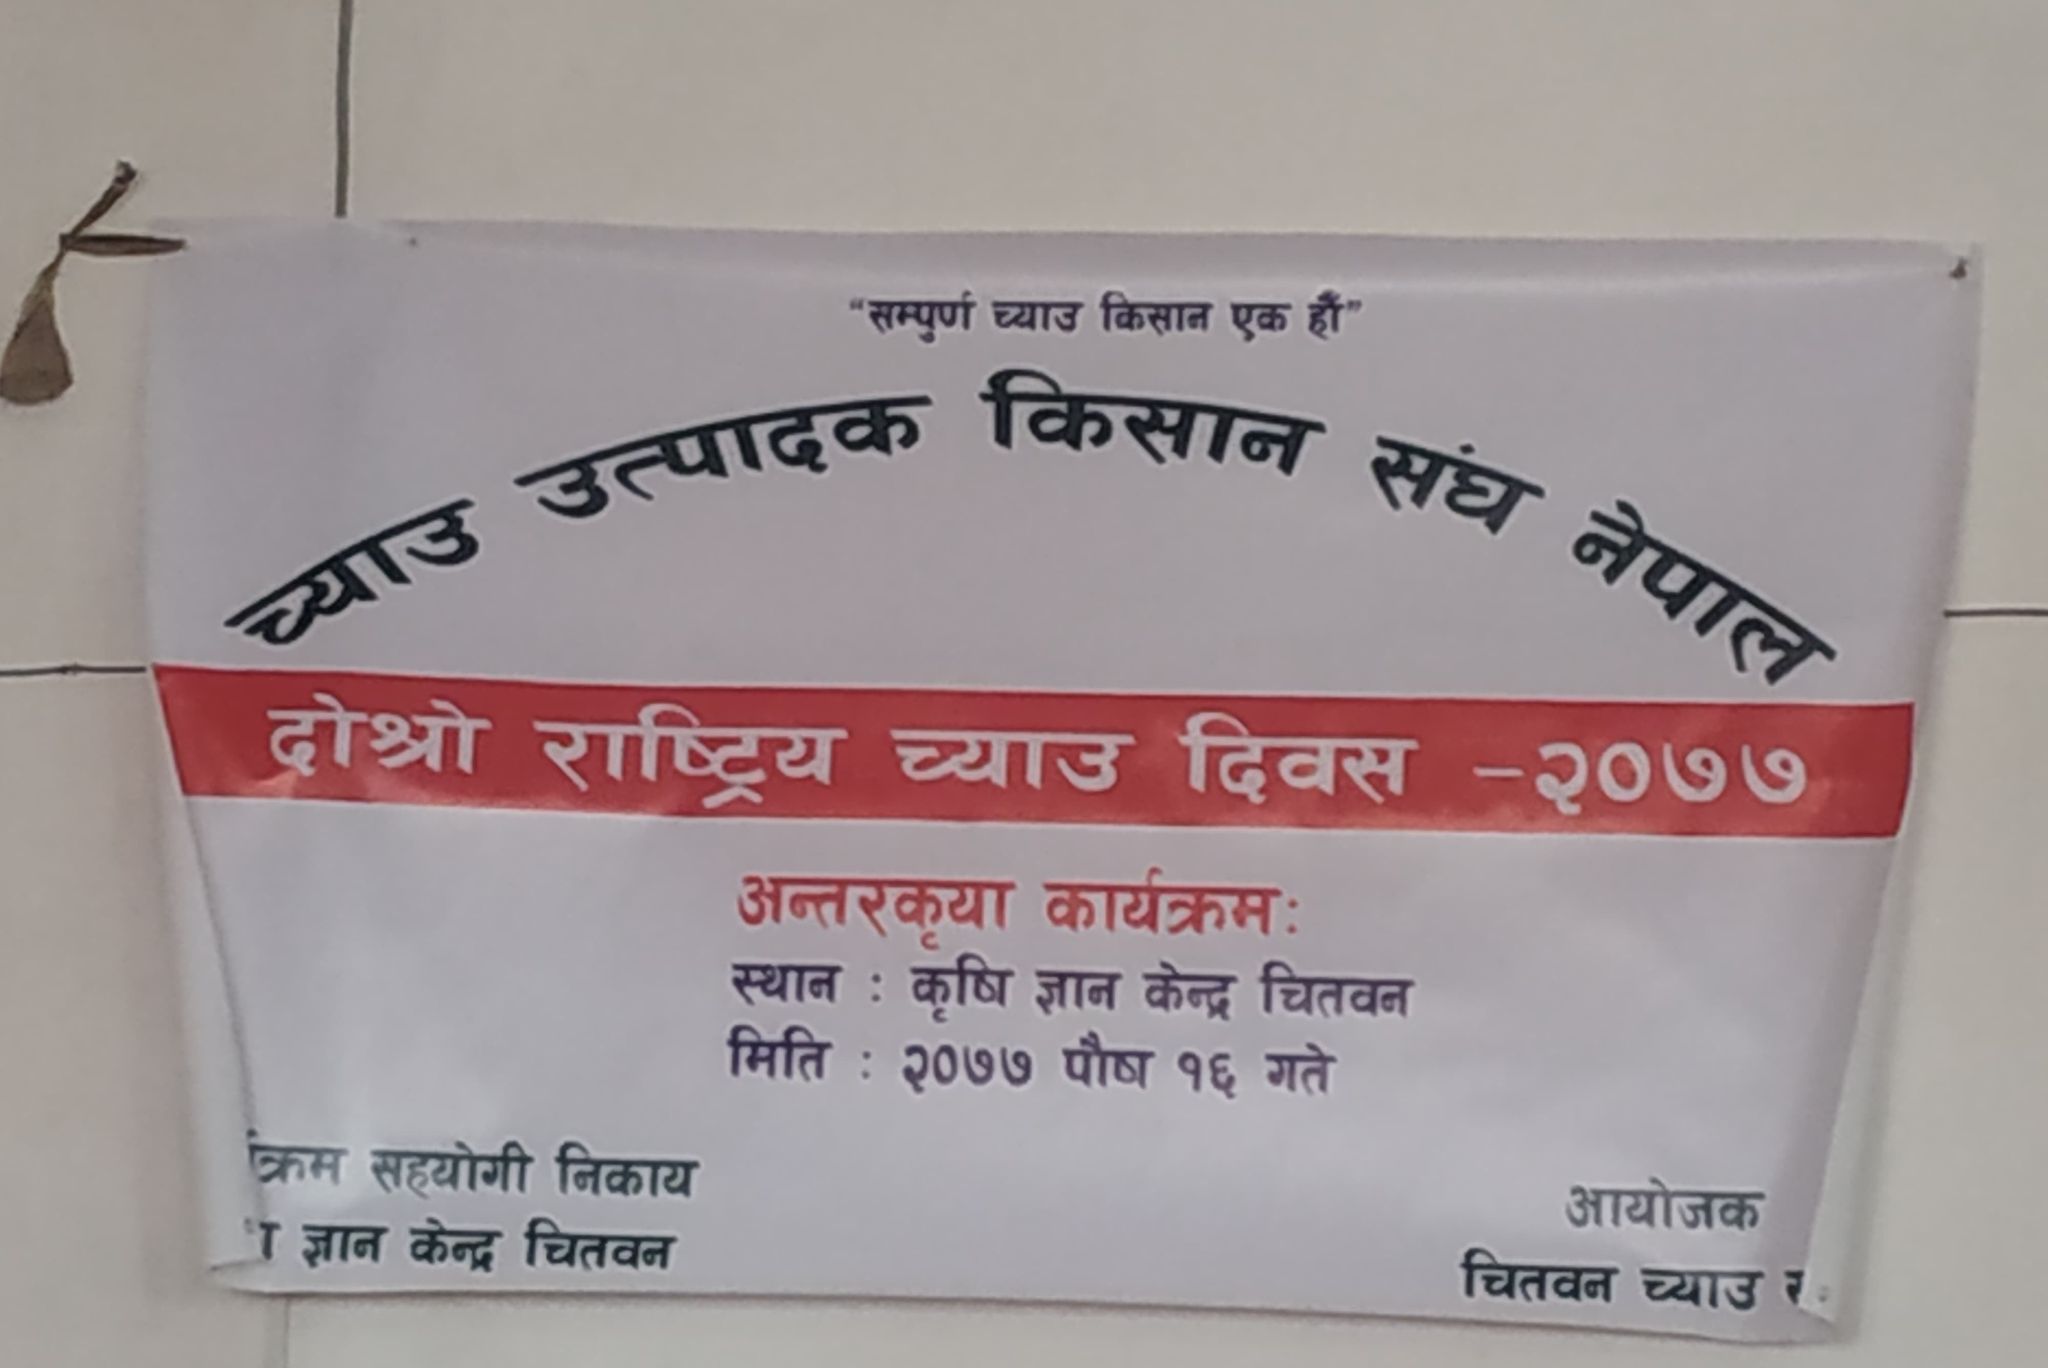 "सम्पुर्ण च्याउ किसान एक हौं"
च्याउ उत्पादक किसान संघ नेपाल
दोश्रो राष्ट्रिय च्याउ दिवस -२०७७
अन्तरकृया कार्यक्रम:
स्थान : कृषि ज्ञान केन्द्र चितवन
मिति : २०७७ पौष १६ गते
सहयोगी निकाय
ज्ञान केन्द्र चितवन
आयोजक
चितवन च्याउ